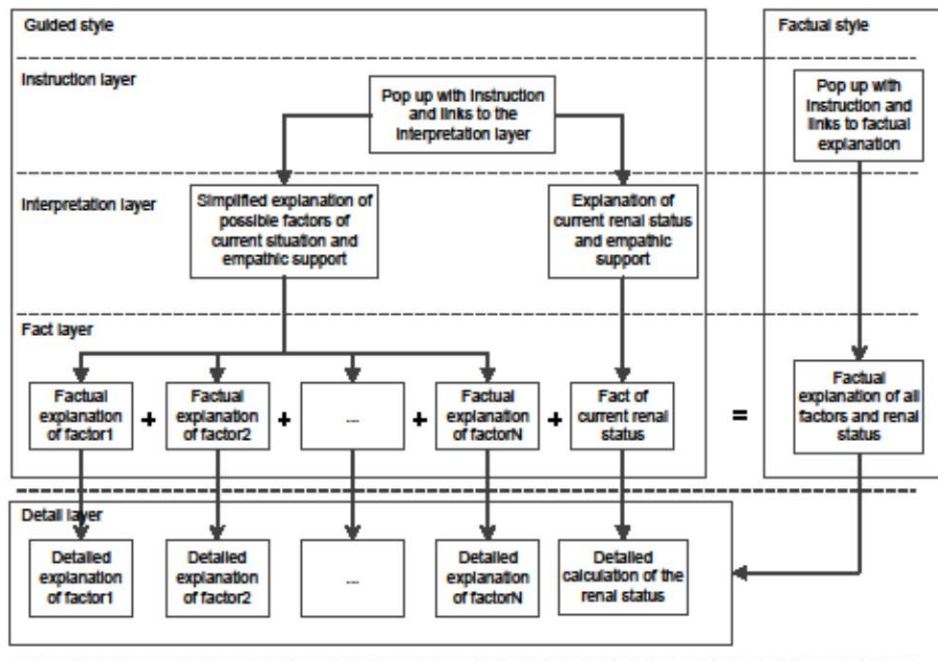 Guided style
Factual style
Instruction layer
Pop up with instruction
and links to the
interpretation layer
Pop up with
instruction and
links to factual
explanation
Interpretation layer
Simplified explanation of
possible factors of
current situation and
empathic support
Explanation of
current renal status
and empathic
support
Fact layer
Factual
explanation
of factor1
+
Factual
explanation
of factor2
+
...
+
Factual
explanation
of factorN
+
Fact of
current renal
status
=
Factual
explanation of all
factors and renal
status
Detail layer
Detailed
explanation
of factor1
Detailed
explanation
of factor2
...
Detailed
explanation
of factorN
Detailed
calculation of the
renal status